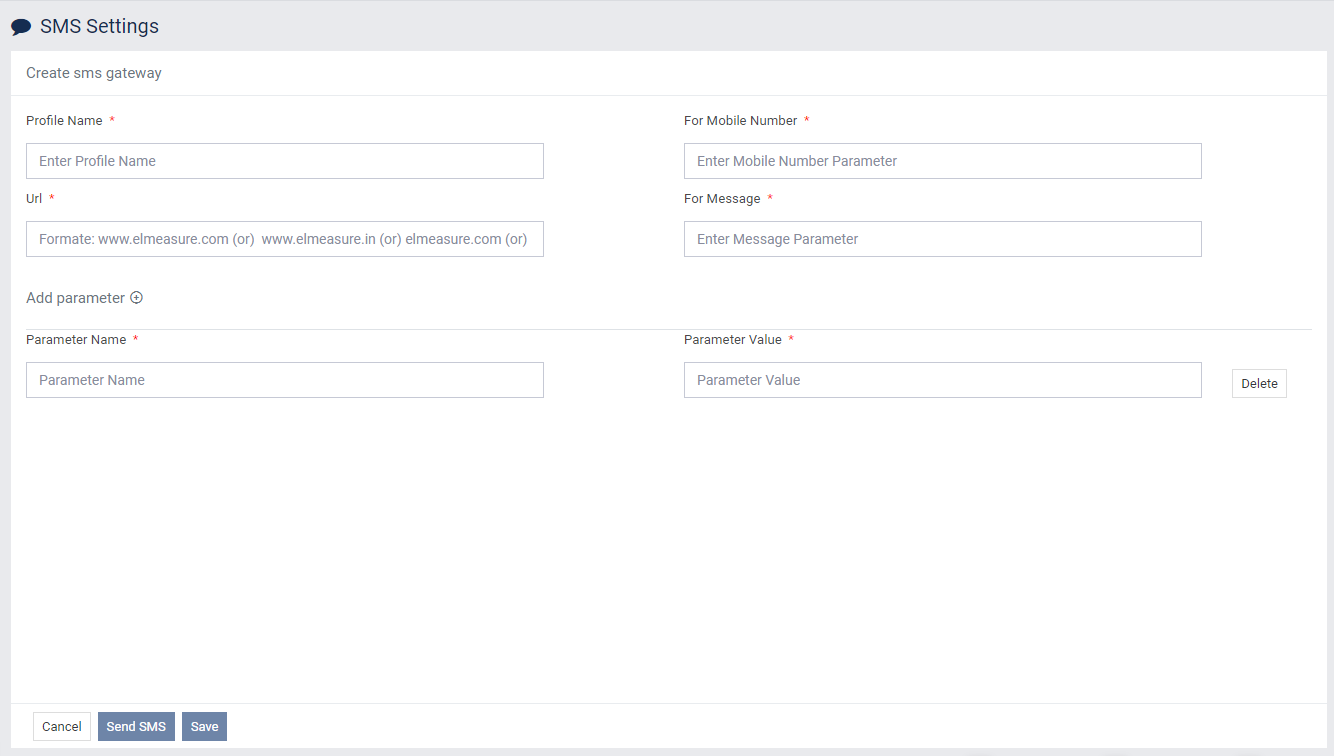 SMS Settings
Create sms gateway
Profile Name *
For Mobile Number *
Enter Profile Name
Enter Mobile Number Parameter
Url *
For Message *
Formate: www.elmeasure.com (or)  www.elmeasure.in (or) elmeasure.com (or)
Enter Message Parameter
Add parameter
Parameter Name *
Parameter Value *
Parameter Name
Parameter Value
Delete
Cancel
Send SMS
Save